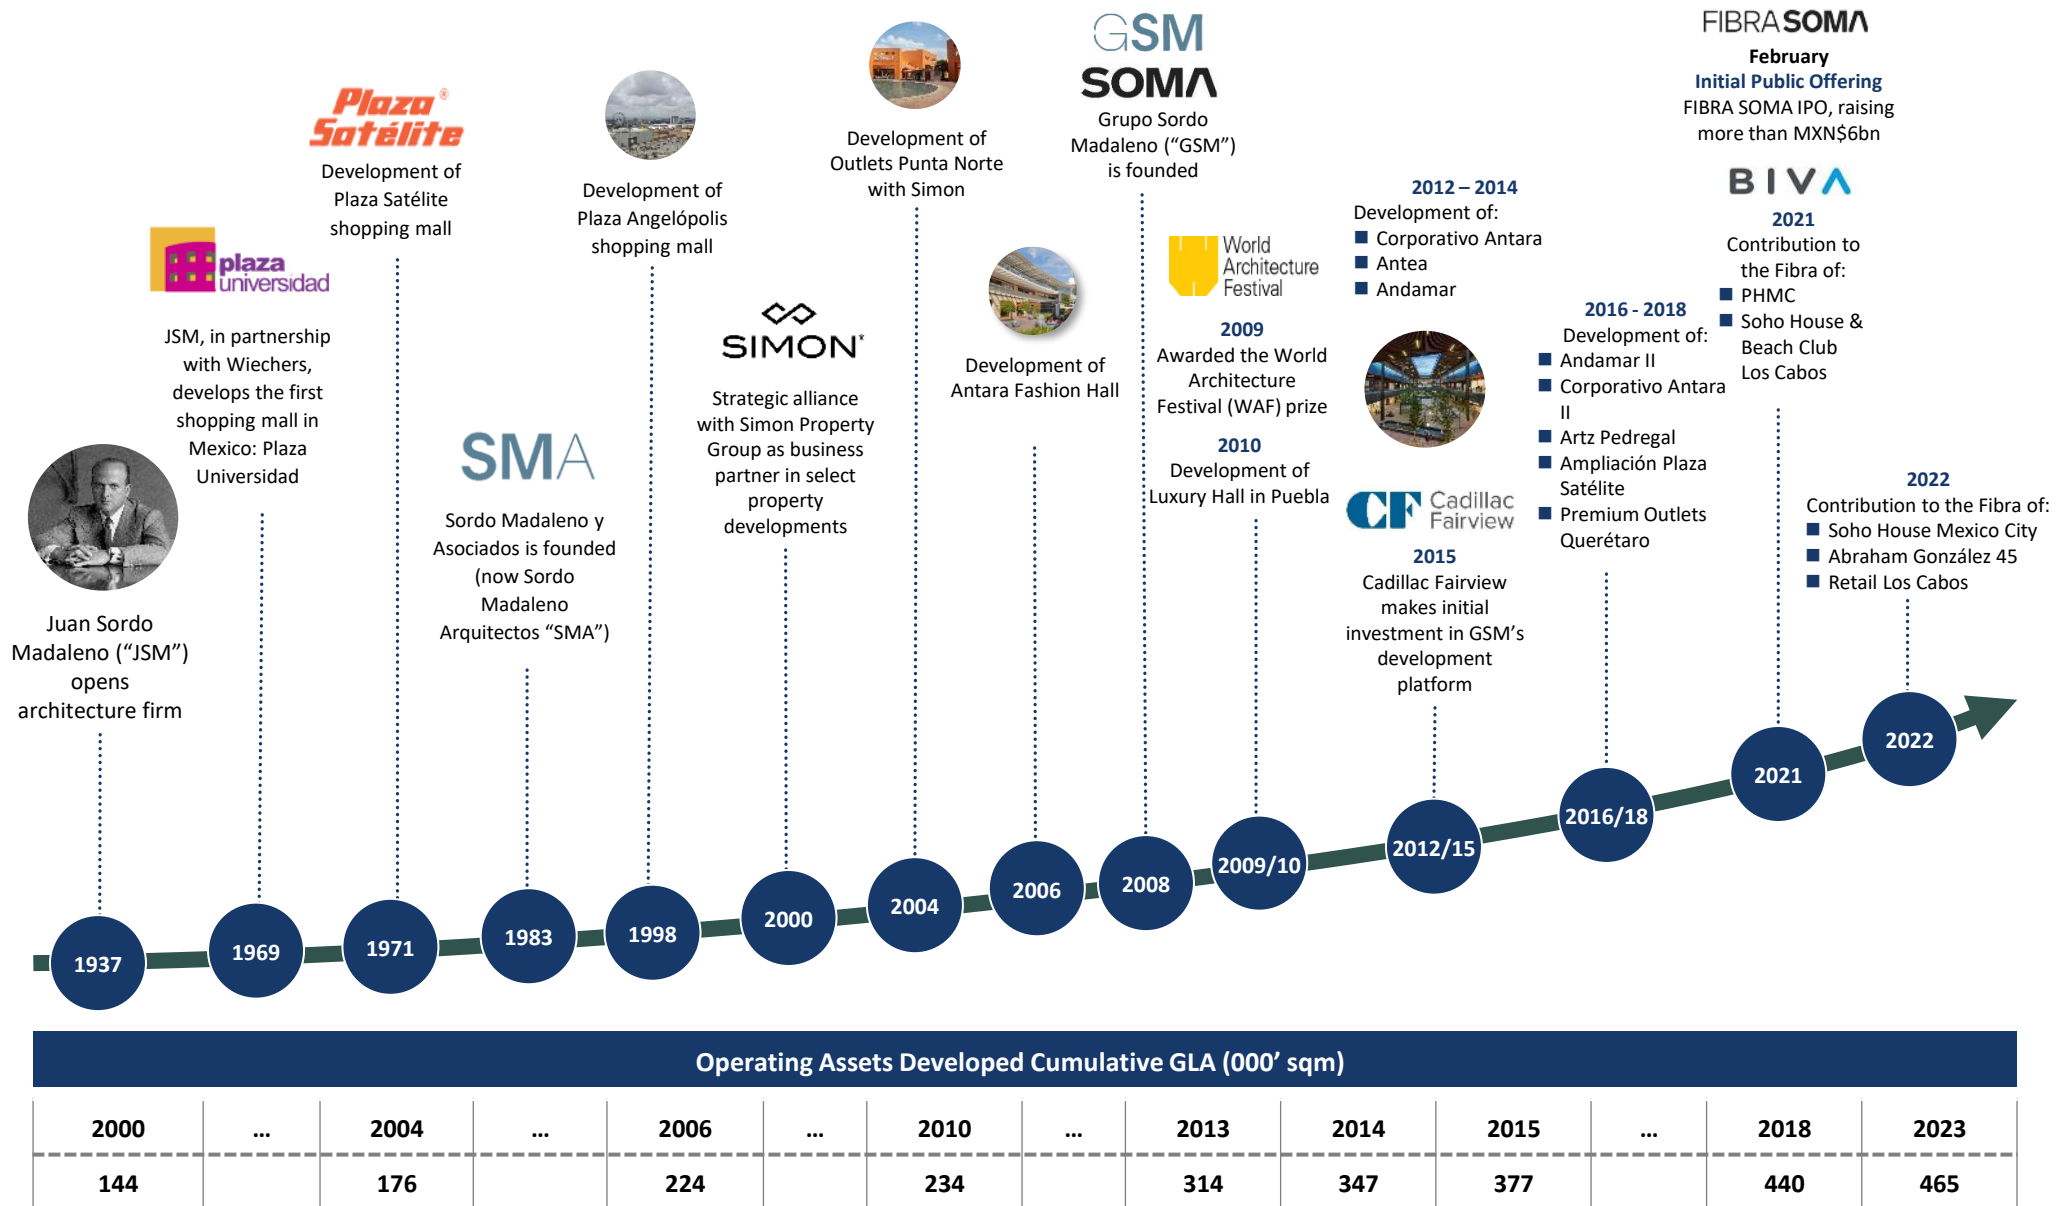 Juan Sordo
Madaleno (“JSM”)
opens
architecture firm
plaza
universidad
JSM, in partnership
with Wiechers,
develops the first
shopping mall in
Mexico: Plaza
Universidad
Plaza®
Satélite
Development of
Plaza Satélite
shopping mall
SMA
Sordo Madaleno y
Asociados is founded
(now Sordo
Madaleno
Arquitectos “SMA”)
Development of
Plaza Angelópolis
shopping mall
SIMON
Strategic alliance
with Simon Property
Group as business
partner in select
property
developments
Development of
Outlets Punta Norte
with Simon
Development of
Antara Fashion Hall
GSM
SOMA
Grupo Sordo
Madaleno (“GSM”)
is founded
World
Architecture
Festival
2009
Awarded the World
Architecture
Festival (WAF) prize
2010
Development of
Luxury Hall in Puebla
2012 – 2014
Development of:
Corporativo Antara
Antea
Andamar
CF Cadillac
Fairview
2015
Cadillac Fairview
makes initial
investment in GSM’s
development
platform
2016 - 2018
Development of:
Andamar II
Corporativo Antara
II
Artz Pedregal
Ampliación Plaza
Satélite
Premium Outlets
Querétaro
FIBRA SOMA
February
Initial Public Offering
FIBRA SOMA IPO, raising
more than MXN$6bn
BIVA
2021
Contribution to
the Fibra of:
PHMC
Soho House &
Beach Club
Los Cabos
2022
Contribution to the Fibra of:
Soho House Mexico City
Abraham González 45
Retail Los Cabos
1937
1969
1971
1983
1998
2000
2004
2006
2008
2009/10
2012/15
2016/18
2021
2022
Operating Assets Developed Cumulative GLA (000’ sqm)
2000 ... 2004 ... 2006 ... 2010 ... 2013 2014 2015 ... 2018 2023
144 176 224 234 314 347 377 440 465